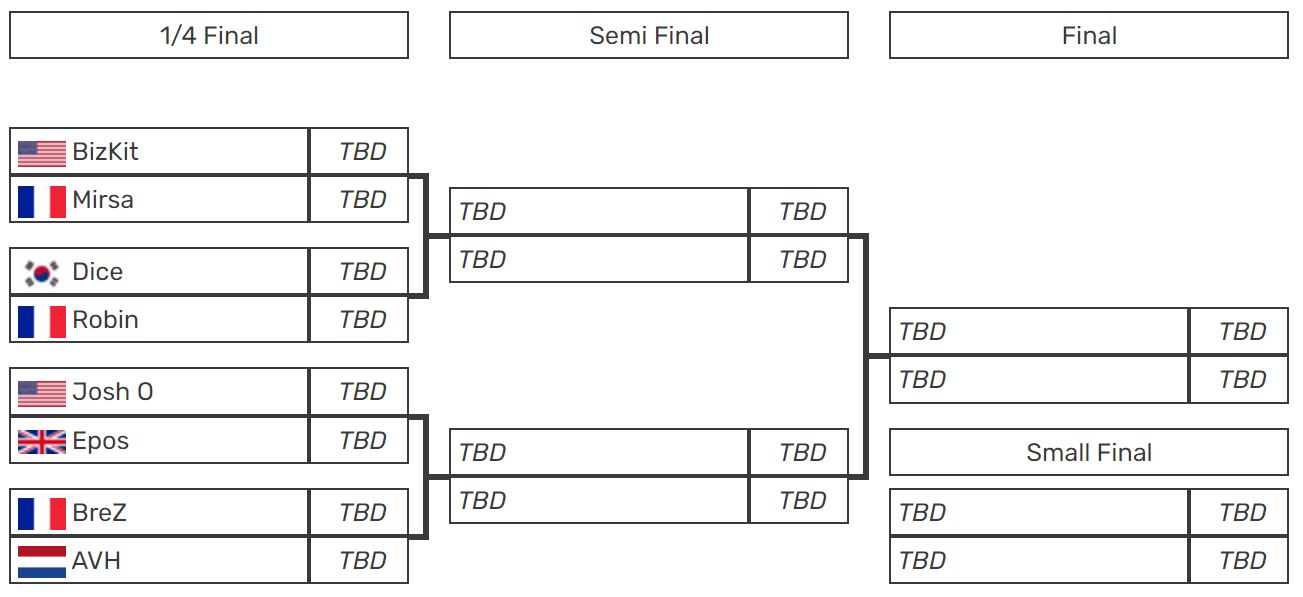 1/4 Final
Semi Final
Final
BizKit TBD
Mirsa TBD
Dice TBD
Robin TBD
Josh O TBD
Epos TBD
BreZ TBD
AVH TBD
TBD TBD
TBD TBD
TBD TBD
TBD TBD
TBD TBD
TBD TBD
Small Final
TBD TBD
TBD TBD